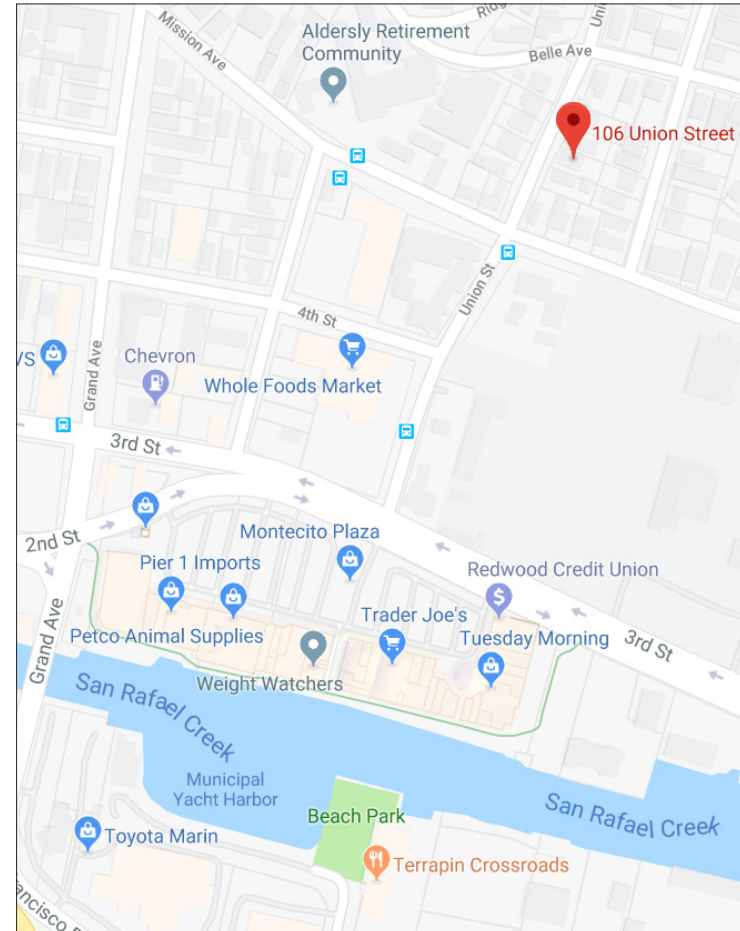 Mission Ave
Aldersly Retirement
Community
Belle Ave
106 Union Street
Union St
4th St
Chevron
Whole Foods Market
Grand Ave
3rd St
2nd St
Montecito Plaza
Pier 1 Imports
Redwood Credit Union
Petco Animal Supplies
Trader Joe's
Tuesday Morning
3rd St
Weight Watchers
Grand Ave
San Rafael Creek
Municipal
Yacht Harbor
Beach Park
San Rafael Creek
Toyota Marin
Terrapin Crossroads